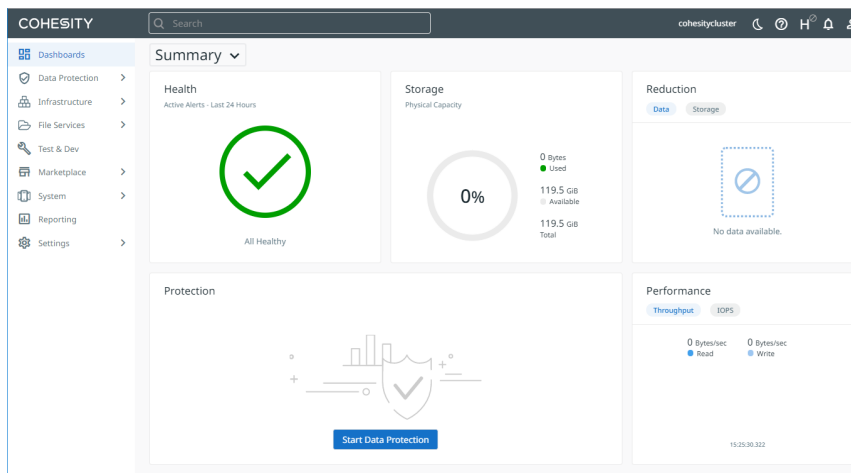 COHESITY
Search
cohesitycluster
H
Dashboards
Data Protection
Infrastructure
File Services
Test & Dev
Marketplace
System
Reporting
Settings
Summary
Health
Active Alerts - Last 24 Hours
All Healthy
Storage
Physical Capacity
0%
0 Bytes
Used
119.5 GiB
Available
119.5 GiB
Total
Reduction
Data Storage
No data available.
Protection
Start Data Protection
Performance
Throughput IOPS
0 Bytes/sec 0 Bytes/sec
Read Write
15:25:30.322